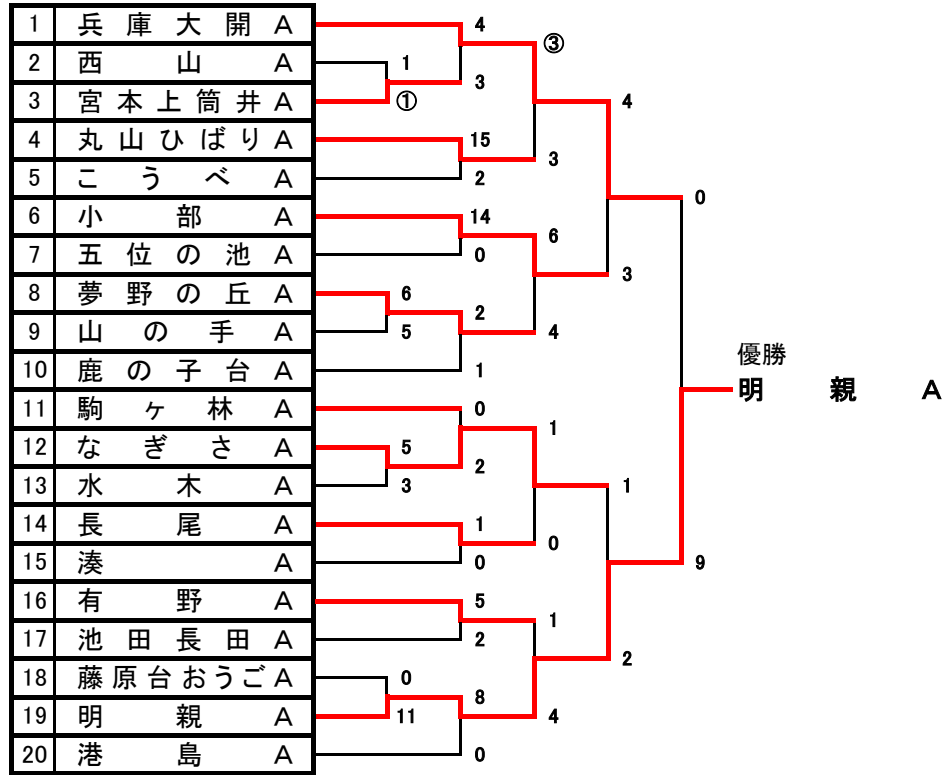 1 兵庫大開A 4
③
2 西山A 1
3
3 宮本上筒井A ①
4
4 丸山ひばりA 15
3
5 こうべA 2
0
6 小部A 14
6
7 五位の池A 0
3
8 夢野の丘A 6
2
9 山の手A 5
4
優勝
10 鹿の子台A 1
明親A
11 駒ヶ林A 0
1
12 なぎさA 5
2
13 水木A 3
1
14 長尾A 1
0
15 湊A 0
9
16 有野A 5
1
17 池田長田A 2
2
18 藤原台おうごA 0
8
19 明親A 11
4
20 港島A 0